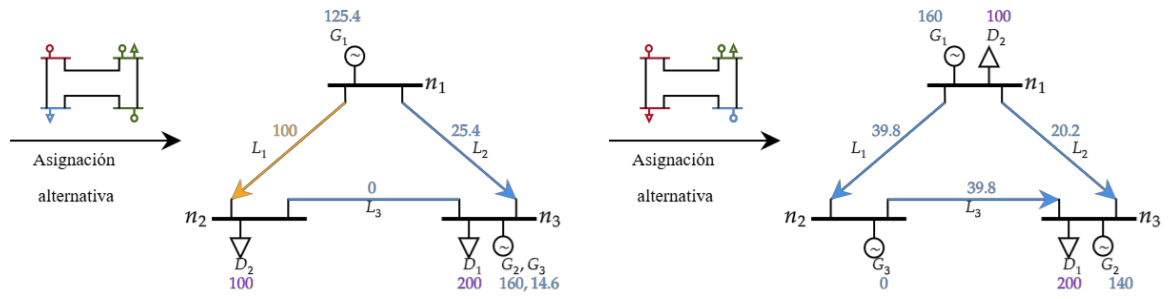 Asignación
alternativa
125.4
G₁
n₁
100
25.4
L₁
L₂
0
n₂
L₃
n₃
D₂
D₁
G₂, G₃
100
200
160, 14.6
Asignación
alternativa
160
100
G₁
D₂
n₁
39.8
20.2
L₁
L₂
39.8
n₂
L₃
n₃
G₃
D₁
G₂
0
200
140